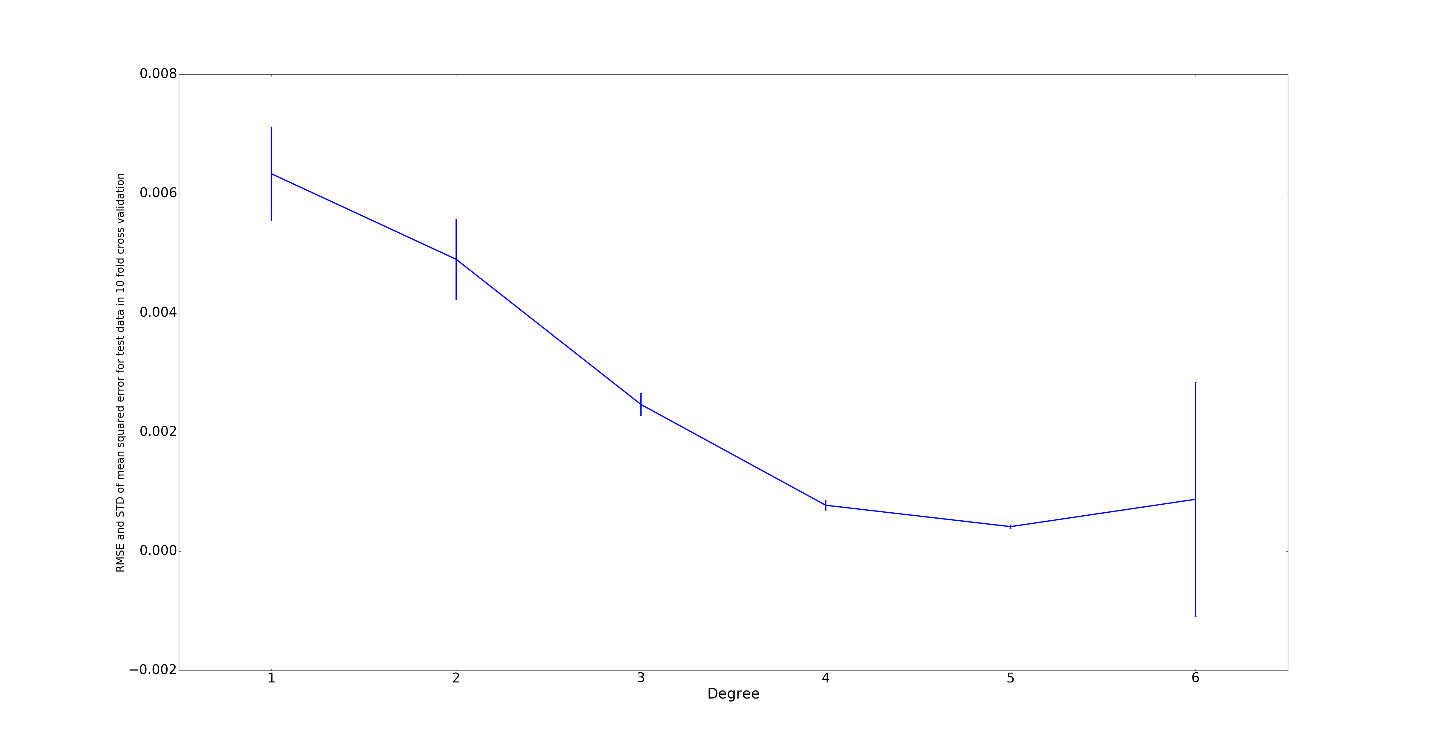 RMSE and STD of mean squared error for test data in 10 fold cross validation
0.008
0.006
0.004
0.002
0.000
−0.002
1 2 3 4 5 6
Degree